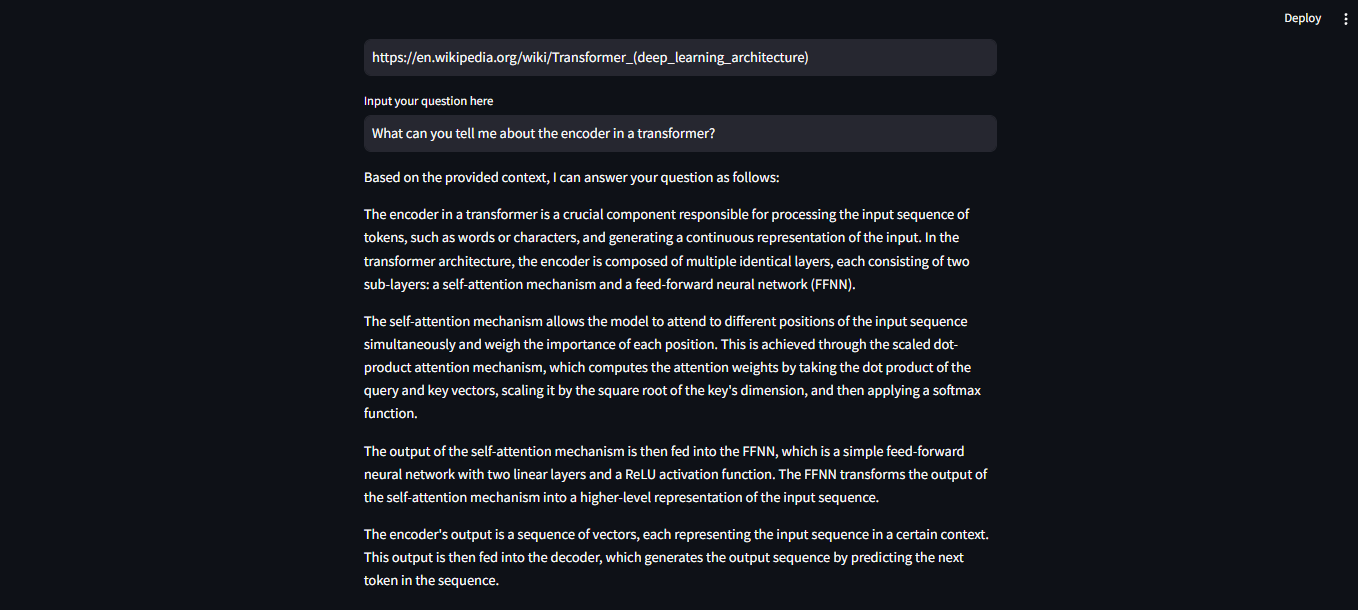 Deploy
https://en.wikipedia.org/wiki/Transformer_(deep_learning_architecture)
Input your question here
What can you tell me about the encoder in a transformer?
Based on the provided context, I can answer your question as follows:
The encoder in a transformer is a crucial component responsible for processing the input sequence of
tokens, such as words or characters, and generating a continuous representation of the input. In the
transformer architecture, the encoder is composed of multiple identical layers, each consisting of two
sub-layers: a self-attention mechanism and a feed-forward neural network (FFNN).
The self-attention mechanism allows the model to attend to different positions of the input sequence
simultaneously and weigh the importance of each position. This is achieved through the scaled dot-
product attention mechanism, which computes the attention weights by taking the dot product of the
query and key vectors, scaling it by the square root of the key's dimension, and then applying a softmax
function.
The output of the self-attention mechanism is then fed into the FFNN, which is a simple feed-forward
neural network with two linear layers and a ReLU activation function. The FFNN transforms the output of
the self-attention mechanism into a higher-level representation of the input sequence.
The encoder's output is a sequence of vectors, each representing the input sequence in a certain context.
This output is then fed into the decoder, which generates the output sequence by predicting the next
token in the sequence.